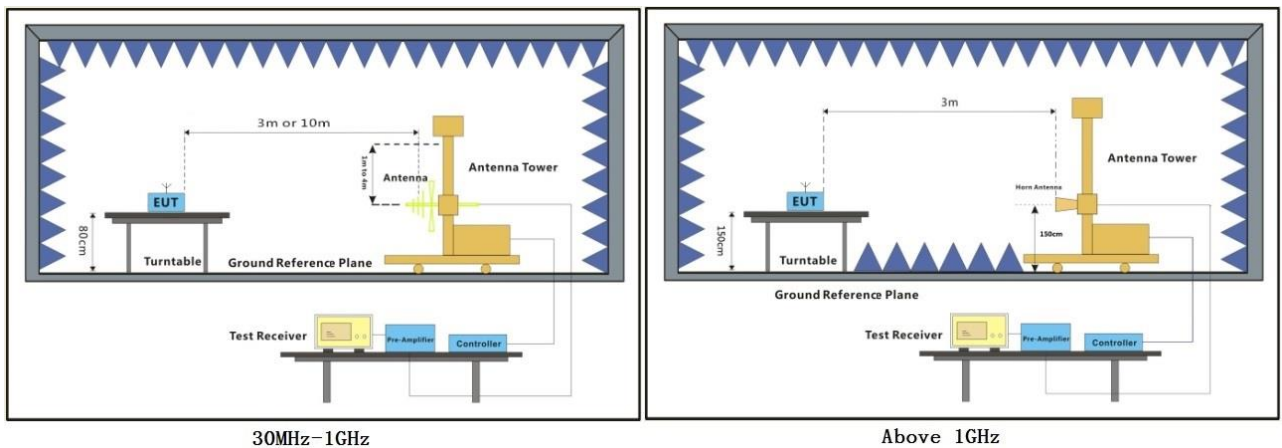 3m or 10m
1m to 4m
Antenna
Antenna Tower
EUT
80cm
Turntable
Ground Reference Plane
Test Receiver
Pre-Amplifier
Controller
30MHz-1GHz
3m
Antenna Tower
Horn Antenna
EUT
150cm
150cm
Turntable
Ground Reference Plane
Test Receiver
Pre-Amplifier
Controller
Above 1GHz